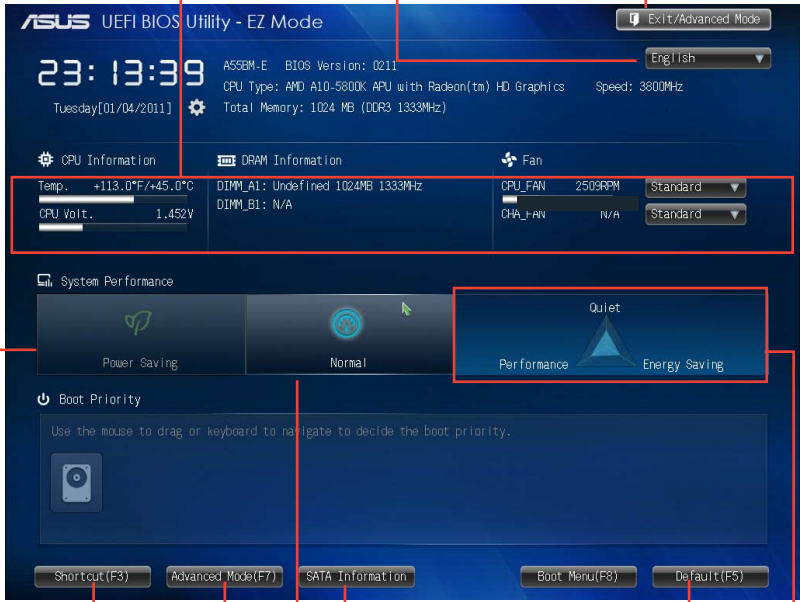 ASUS UEFI BIOS Utility - EZ Mode
Exit/Advanced Mode
English
23:13:39
Tuesday[01/04/2011]
A55BM-E BIOS Version: 0211
CPU Type: AMD A10-5800K APU with Radeon(tm) HD Graphics Speed: 3800MHz
Total Memory: 1024 MB (DDR3 1333MHz)
CPU Information
Temp. +113.0°F/+45.0°C
CPU Volt. 1.452V
DRAM Information
DIMM_A1: Undefined 1024MB 1333MHz
DIMM_B1: N/A
Fan
CPU_FAN 2509RPM Standard
CHA_FAN N/A Standard
System Performance
Power Saving
Normal
Quiet
Performance
Energy Saving
Boot Priority
Use the mouse to drag or keyboard to navigate to decide the boot priority.
Shortcut(F3)
Advanced Mode(F7)
SATA Information
Boot Menu(F8)
Default(F5)